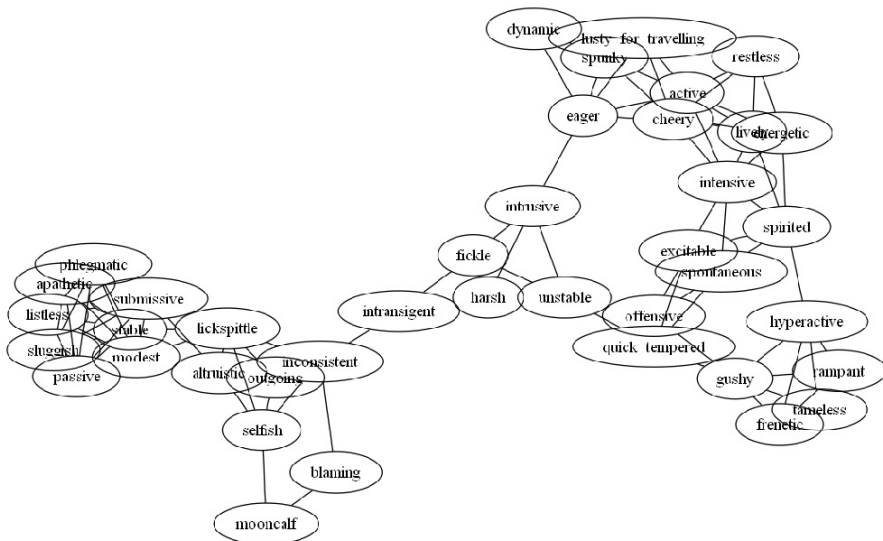 dynamic
lusty for travelling
spunky
restless
active
eager
cheery
lively
energetic
intensive
intrusive
spirited
fickle
excitable
spontaneous
phlegmatic
apathetic
submissive
listless
intransigent
harsh
unstable
offensive
hyperactive
stable
lickspittle
sluggish
modest
quick tempered
passive
altruistic
outgoing
inconsistent
gushy
rampant
tameless
frenetic
selfish
blaming
mooncalf